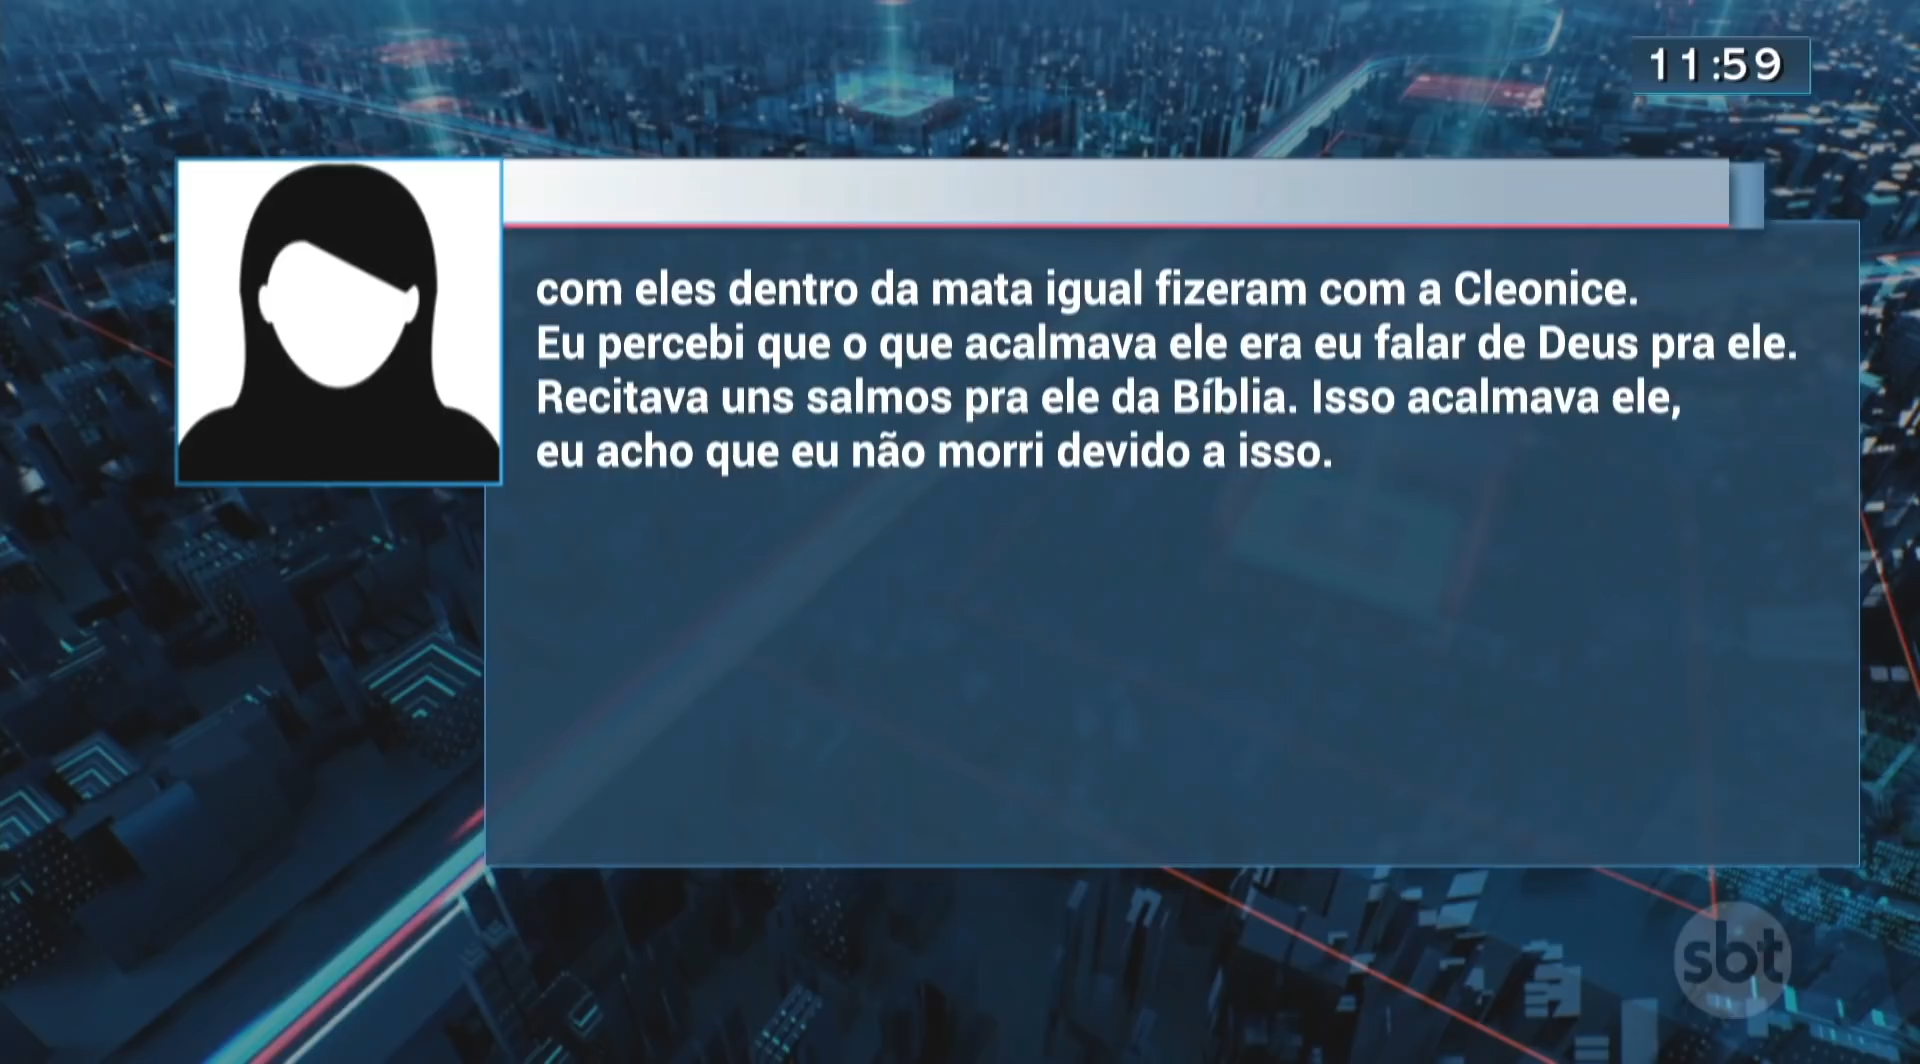 11:59
com eles dentro da mata igual fizeram com a Cleonice.
Eu percebi que o que acalmava ele era eu falar de Deus pra ele.
Recitava uns salmos pra ele da Bíblia. Isso acalmava ele,
eu acho que eu não morri devido a isso.
sbt